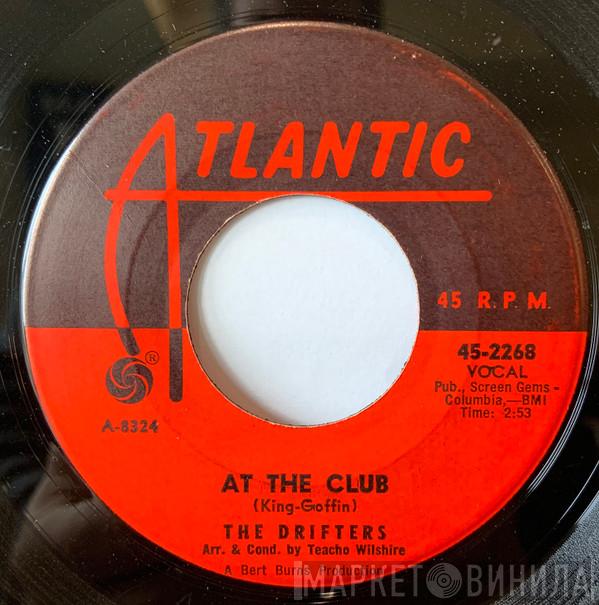 ATLANTIC
45 R.P.M.
45-2268
VOCAL
Pub., Screen Gems-
Columbia,—BMI
Time: 2:53
®
A-8324
AT THE CLUB
(King-Goffin)
THE DRIFTERS
Arr. & Cond. by Teacho Wilshire
A Bert Burns Production
МАРКЕТ ВИНИЛА